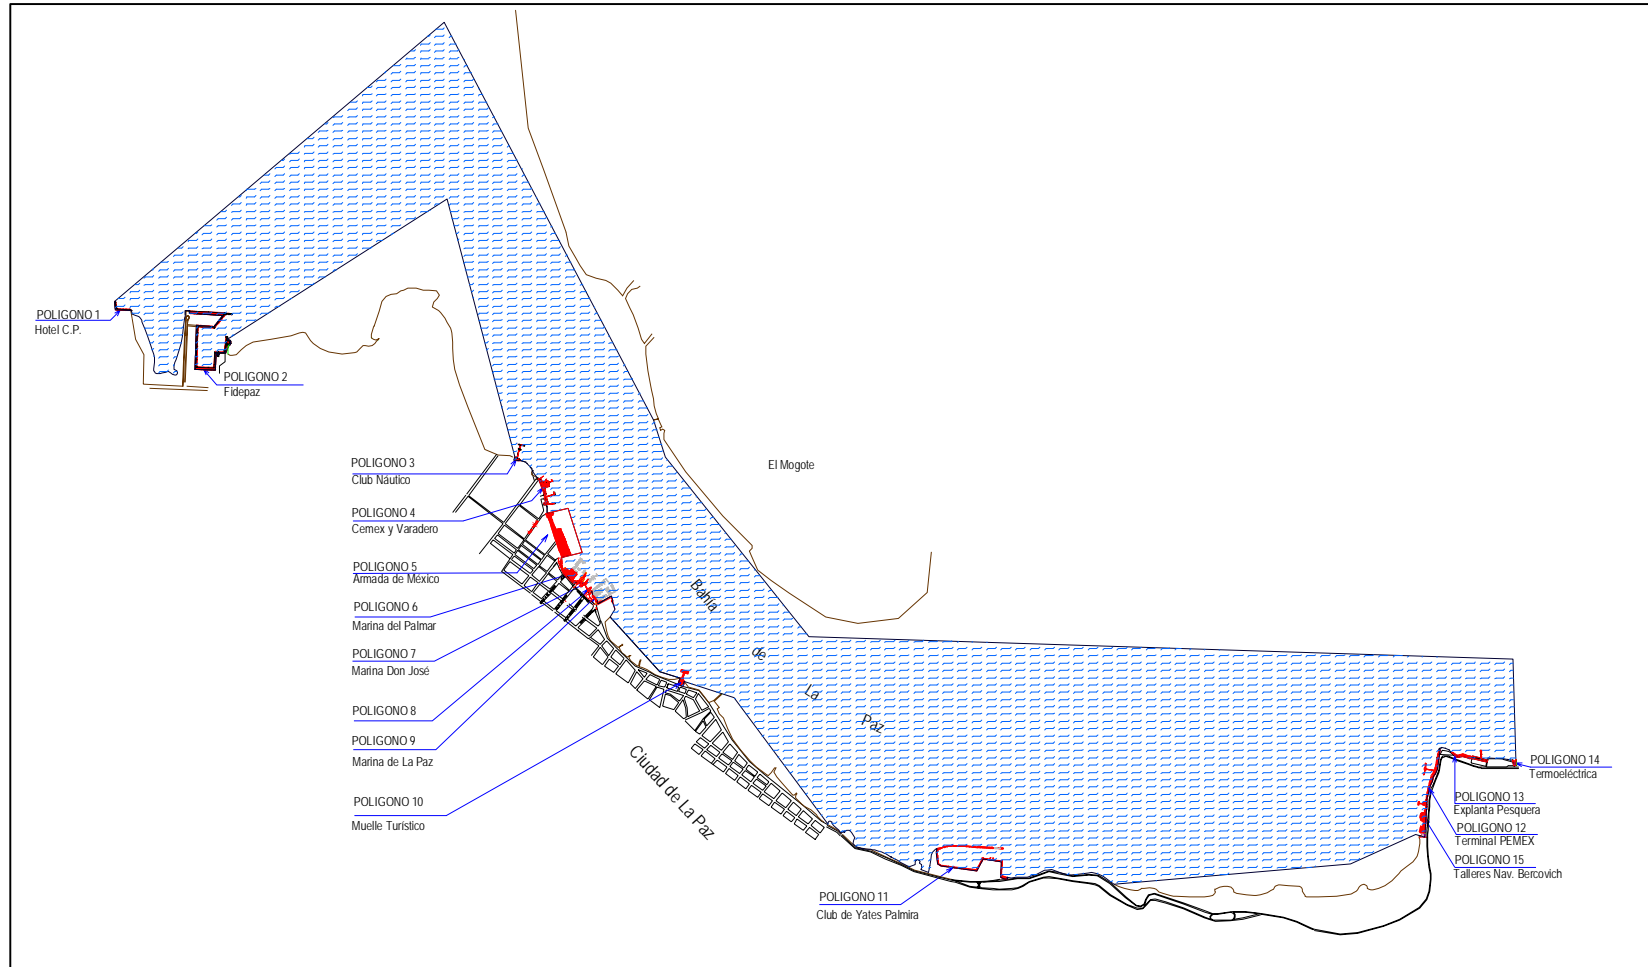 POLIGONO 1
Hotel C.P.
POLIGONO 2
Fidepaz
POLIGONO 3
Club Náutico
POLIGONO 4
Cemex y Varadero
POLIGONO 5
Armada de México
POLIGONO 6
Marina del Palmar
POLIGONO 7
Marina Don José
POLIGONO 8
POLIGONO 9
Marina de La Paz
POLIGONO 10
Muelle Turístico
El Mogote
Bahía
de
La
Paz
Ciudad de La Paz
POLIGONO 11
Club de Yates Palmira
POLIGONO 14
Termoeléctrica
POLIGONO 13
Explanta Pesquera
POLIGONO 12
Terminal PEMEX
POLIGONO 15
Talleres Nav. Bercovich